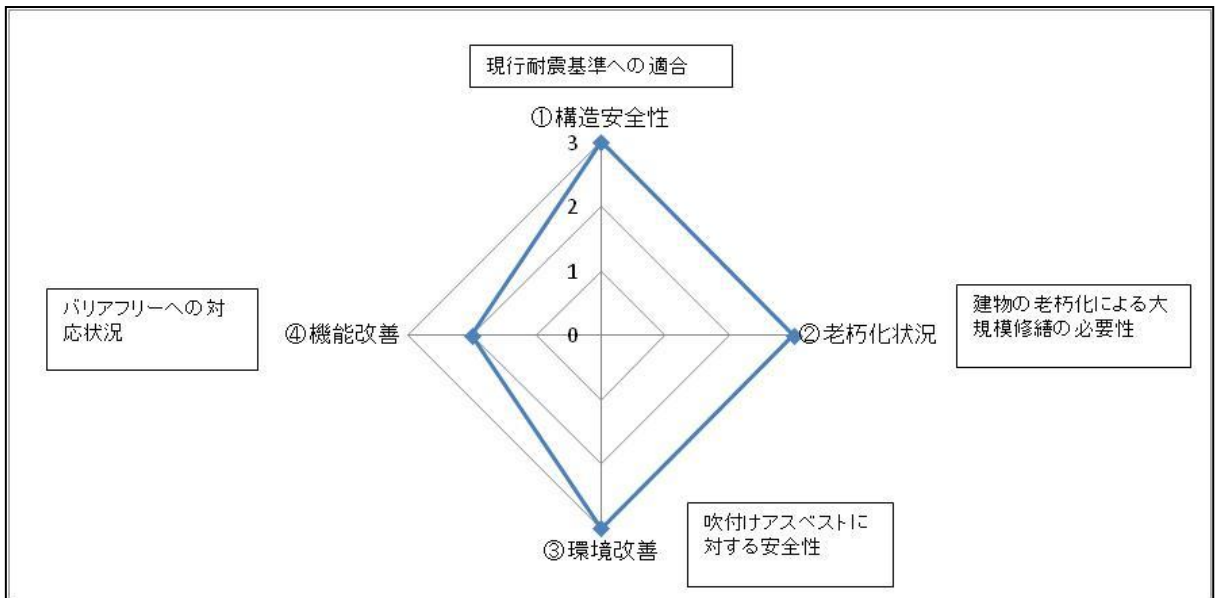 現行耐震基準への適合
①構造安全性
3
2
1
0
バリアフリーへの対
応状況
④機能改善
②老朽化状況
建物の老朽化による大
規模修繕の必要性
③環境改善
吹付けアスベストに
対する安全性